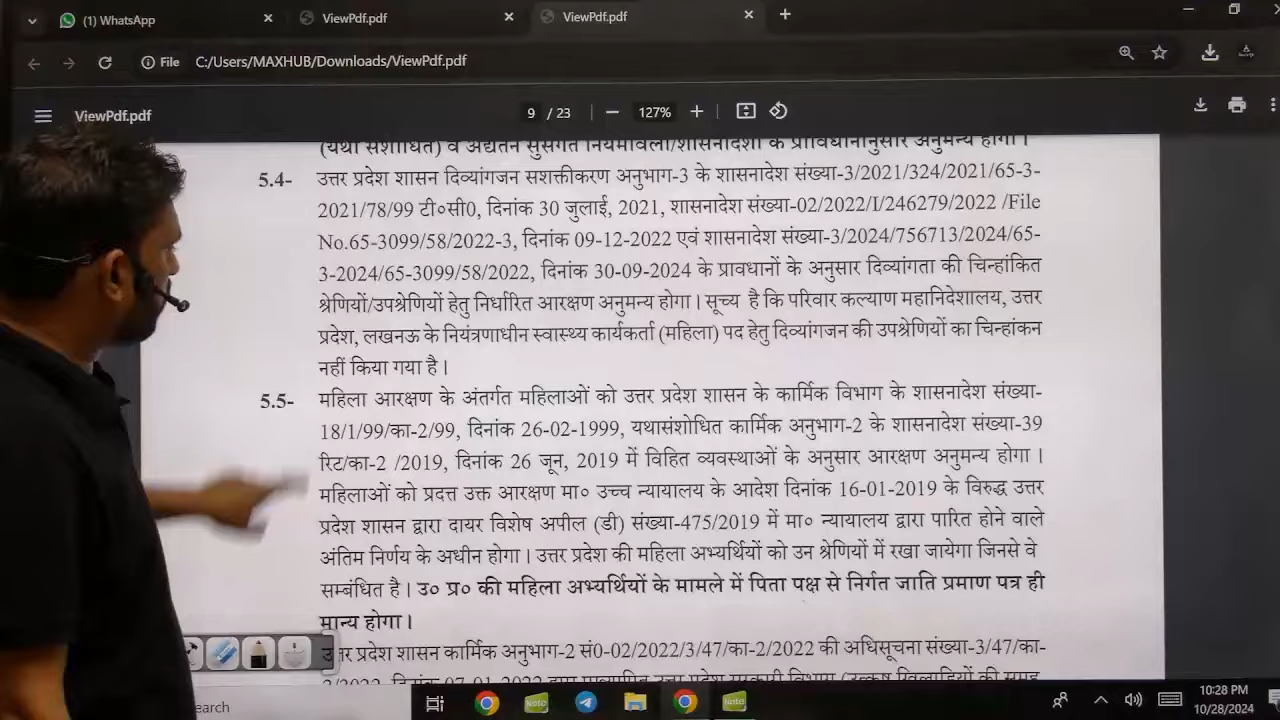 (1) WhatsApp
ViewPdf.pdf
ViewPdf.pdf
File C:/Users/MAXHUB/Downloads/ViewPdf.pdf
ViewPdf.pdf
9 / 23
127%
(यथा संशोधित) व अद्यतन सुसंगत नियमावली/शासनादेशों के प्राविधानानुसार अनुमन्य होगा।
5.4- उत्तर प्रदेश शासन दिव्यांगजन सशक्तीकरण अनुभाग-3 के शासनादेश संख्या-3/2021/324/2021/65-3-
2021/78/99 टी०सी0, दिनांक 30 जुलाई, 2021, शासनादेश संख्या-02/2022/I/246279/2022 /File
No.65-3099/58/2022-3, दिनांक 09-12-2022 एवं शासनादेश संख्या-3/2024/756713/2024/65-
3-2024/65-3099/58/2022, दिनांक 30-09-2024 के प्रावधानों के अनुसार दिव्यांगता की चिन्हांकित
श्रेणियों/उपश्रेणियों हेतु निर्धारित आरक्षण अनुमन्य होगा। सूच्य है कि परिवार कल्याण महानिदेशालय, उत्तर
प्रदेश, लखनऊ के नियंत्रणाधीन स्वास्थ्य कार्यकर्ता (महिला) पद हेतु दिव्यांगजन की उपश्रेणियों का चिन्हांकन
नहीं किया गया है।
5.5- महिला आरक्षण के अंतर्गत महिलाओं को उत्तर प्रदेश शासन के कार्मिक विभाग के शासनादेश संख्या-
18/1/99/का-2/99, दिनांक 26-02-1999, यथासंशोधित कार्मिक अनुभाग-2 के शासनादेश संख्या-39
रिट/का-2 /2019, दिनांक 26 जून, 2019 में विहित व्यवस्थाओं के अनुसार आरक्षण अनुमन्य होगा।
महिलाओं को प्रदत्त उक्त आरक्षण मा० उच्च न्यायालय के आदेश दिनांक 16-01-2019 के विरुद्ध उत्तर
प्रदेश शासन द्वारा दायर विशेष अपील (डी) संख्या-475/2019 में मा० न्यायालय द्वारा पारित होने वाले
अंतिम निर्णय के अधीन होगा। उत्तर प्रदेश की महिला अभ्यर्थियों को उन श्रेणियों में रखा जायेगा जिनसे वे
सम्बंधित है। उ० प्र० की महिला अभ्यर्थियों के मामले में पिता पक्ष से निर्गत जाति प्रमाण पत्र ही
मान्य होगा।
उत्तर प्रदेश शासन कार्मिक अनुभाग-2 सं0-02/2022/3/47/का-2/2022 की अधिसूचना संख्या-3/47/का-
earch
Note
Note
10:28 PM
10/28/2024